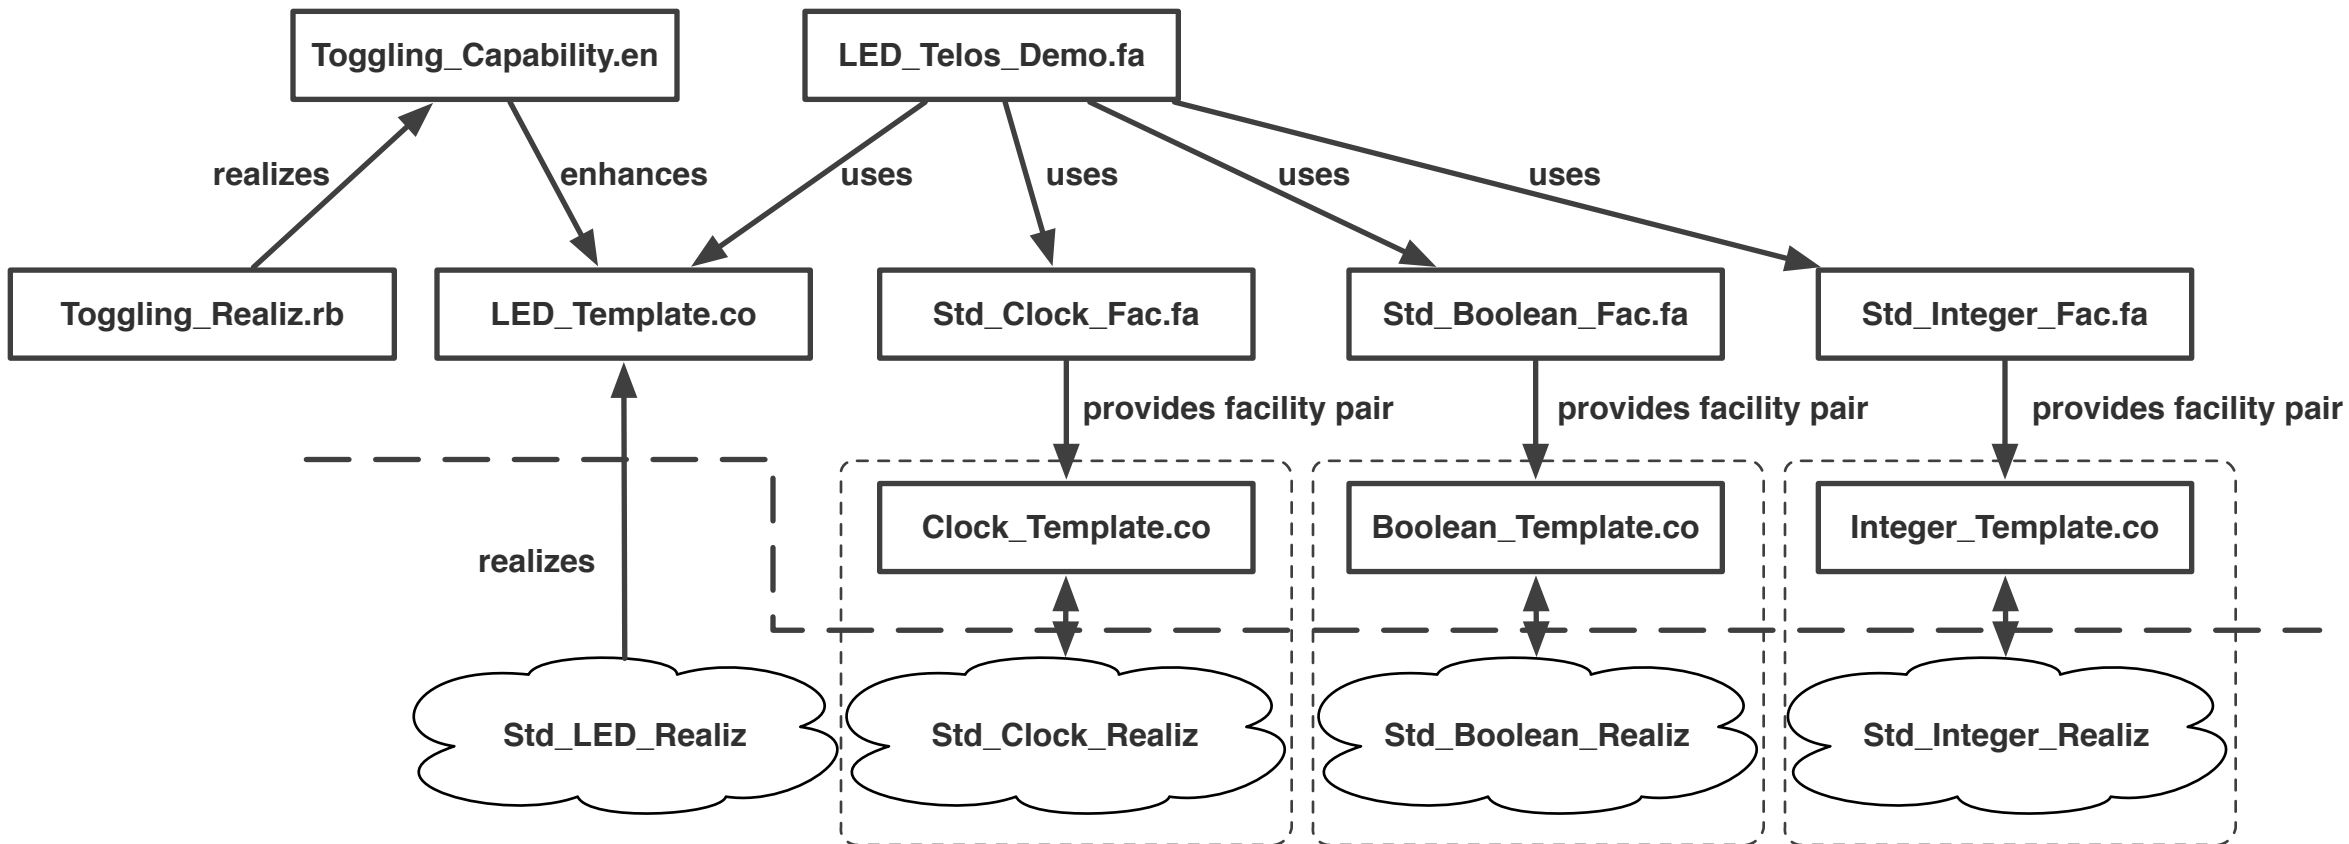 Toggling_Capability.en
LED_Telos_Demo.fa
realizes
enhances
uses
uses
uses
uses
Toggling_Realiz.rb
LED_Template.co
Std_Clock_Fac.fa
Std_Boolean_Fac.fa
Std_Integer_Fac.fa
provides facility pair
provides facility pair
provides facility pair
Clock_Template.co
Boolean_Template.co
Integer_Template.co
realizes
Std_LED_Realiz
Std_Clock_Realiz
Std_Boolean_Realiz
Std_Integer_Realiz